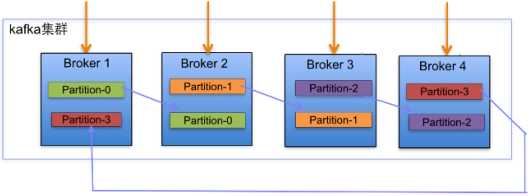 kafka集群
Broker 1
Partition-0
Partition-3
Broker 2
Partition-1
Partition-0
Broker 3
Partition-2
Partition-1
Broker 4
Partition-3
Partition-2